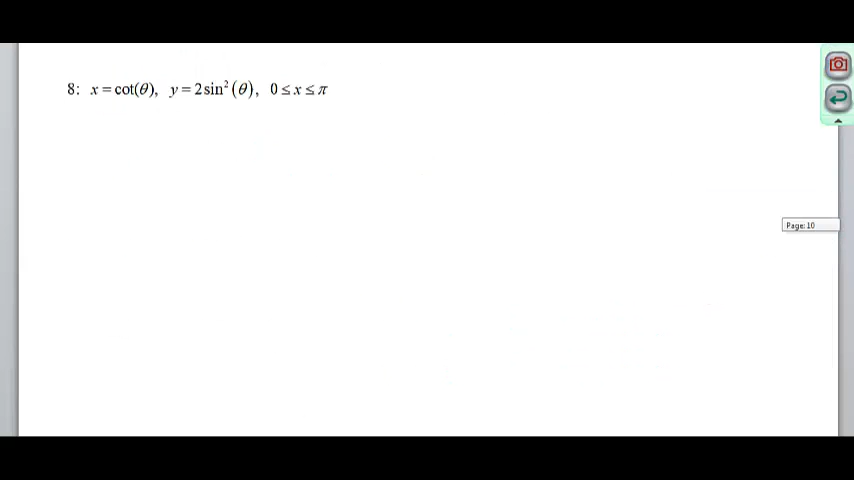 8: x = cot(θ), y = 2sin²(θ), 0 ≤ x ≤ π
Page: 10